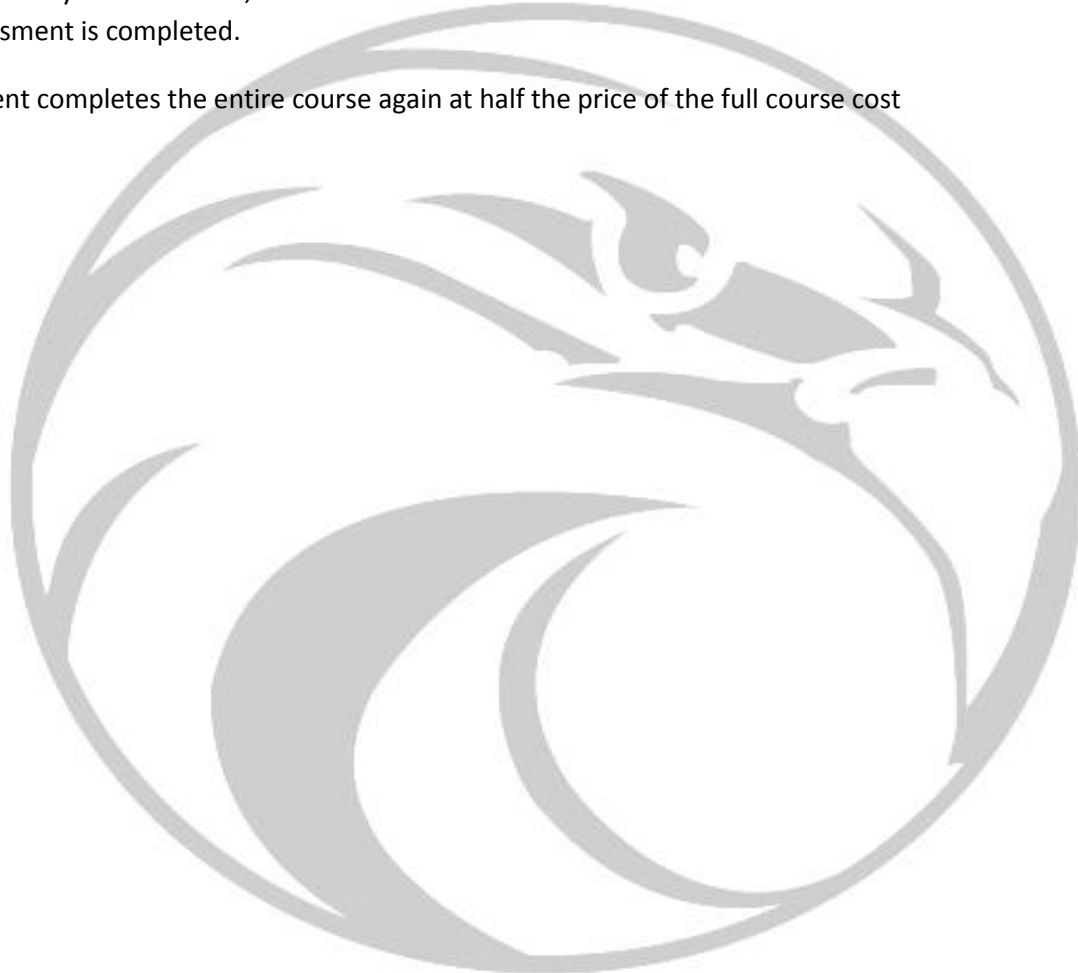 sment is completed.
ent completes the entire course again at half the price of the full course cost